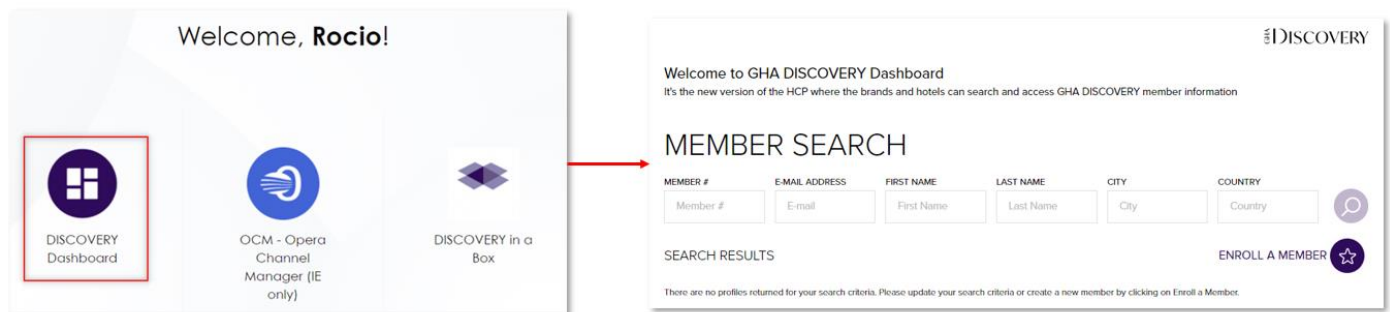 Welcome, Rocio!
DISCOVERY
Dashboard
OCM - Opera
Channel
Manager (IE
only)
DISCOVERY in a
Box
GHA DISCOVERY
Welcome to GHA DISCOVERY Dashboard
It's the new version of the HCP where the brands and hotels can search and access GHA DISCOVERY member information
MEMBER SEARCH
MEMBER # E-MAIL ADDRESS FIRST NAME LAST NAME CITY COUNTRY
Member # E-mail First Name Last Name City Country
SEARCH RESULTS ENROLL A MEMBER
There are no profiles returned for your search criteria. Please update your search criteria or create a new member by clicking on Enroll a Member.